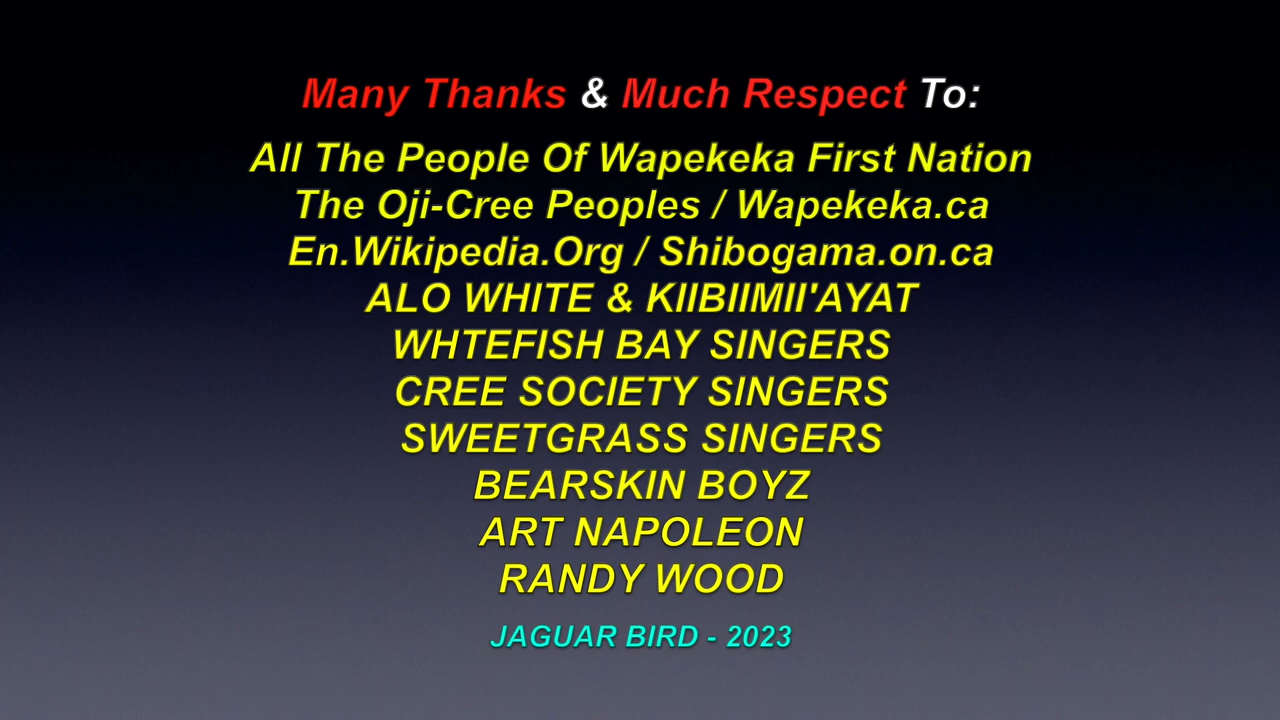 Many Thanks & Much Respect To:
All The People Of Wapekeka First Nation
The Oji-Cree Peoples / Wapekeka.ca
En.Wikipedia.Org / Shibogama.on.ca
ALO WHITE & KIIBIIMII'AYAT
WHTEFISH BAY SINGERS
CREE SOCIETY SINGERS
SWEETGRASS SINGERS
BEARSKIN BOYZ
ART NAPOLEON
RANDY WOOD
JAGUAR BIRD - 2023